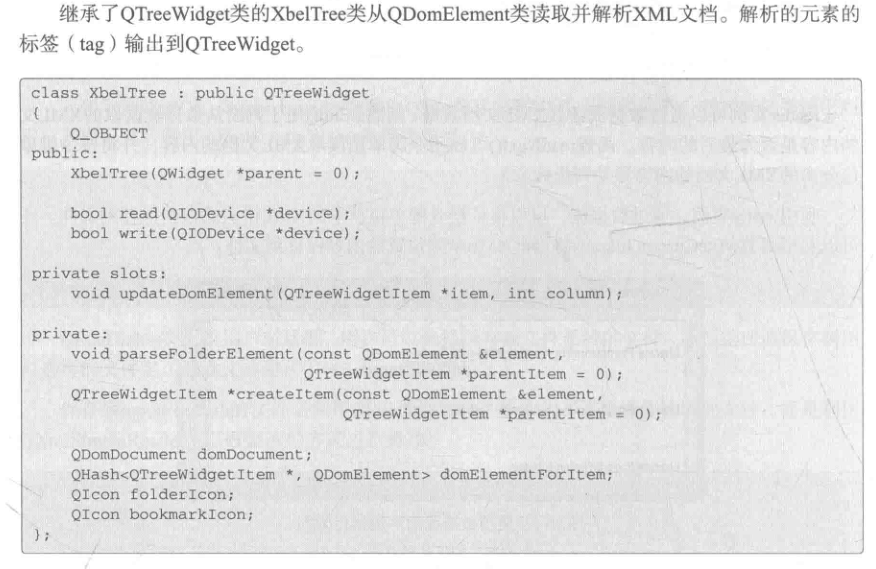 继承了QTreeWidget类的XbelTree类从QDomElement类读取并解析XML文档。解析的元素的
标签（tag）输出到QTreeWidget。
class XbelTree : public QTreeWidget
{
    Q_OBJECT
public:
    XbelTree(QWidget *parent = 0);

    bool read(QIODevice *device);
    bool write(QIODevice *device);

private slots:
    void updateDomElement(QTreeWidgetItem *item, int column);

private:
    void parseFolderElement(const QDomElement &element,
                            QTreeWidgetItem *parentItem = 0);
    QTreeWidgetItem *createItem(const QDomElement &element,
                                QTreeWidgetItem *parentItem = 0);

    QDomDocument domDocument;
    QHash<QTreeWidgetItem *, QDomElement> domElementForItem;
    QIcon folderIcon;
    QIcon bookmarkIcon;
};